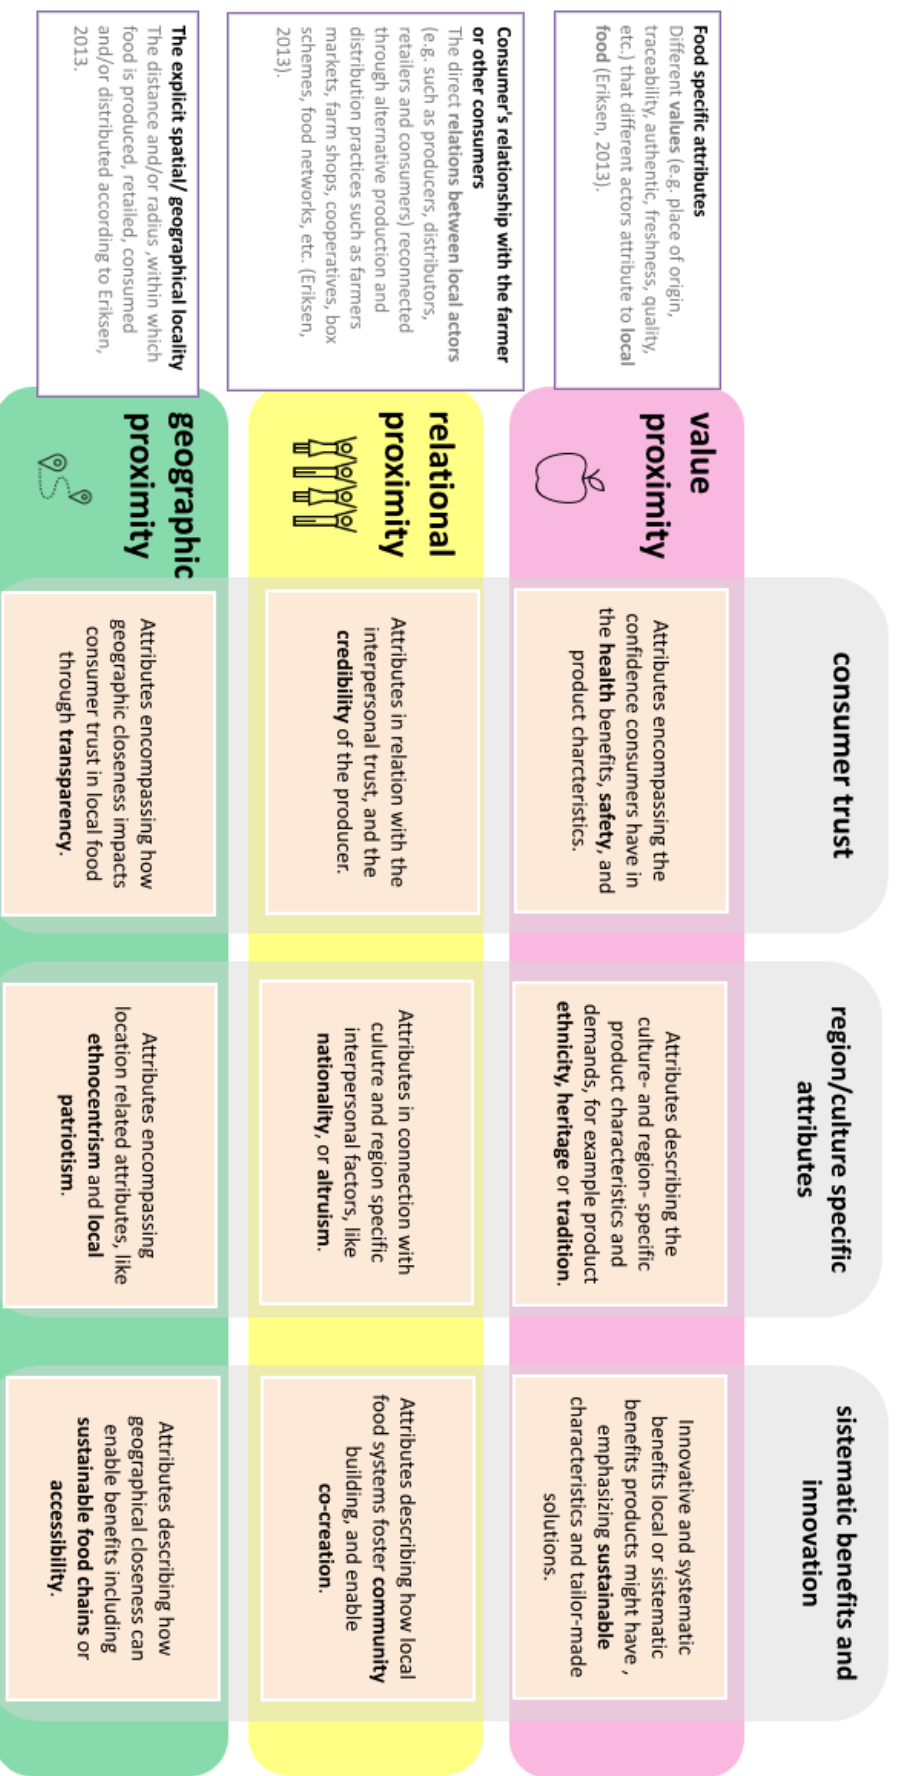 consumer trust
region/culture specific
attributes
sistematic benefits and
innovation
Food specific attributes
Different values (e.g. place of origin,
traceability, authentic, freshness, quality,
etc.) that different actors attribute to local
food (Eriksen, 2013).
value
proximity
Attributes encompassing the
confidence consumers have in
the health benefits, safety, and
product charcteristics.
Attributes describing the
culture- and region- specific
product characteristics and
demands, for example product
ethnicity, heritage or tradition.
Innovative and systematic
benefits local or sistematic
benefits products might have ,
emphasizing sustainable
characteristics and tailor-made
solutions.
Consumer's relationship with the farmer
or other consumers
The direct relations between local actors
(e.g. such as producers, distributors,
retailers and consumers) reconnected
through alternative production and
distribution practices such as farmers
markets, farm shops, cooperatives, box
schemes, food networks, etc. (Eriksen,
2013).
relational
proximity
Attributes in relation with the
interpersonal trust, and the
credibility of the producer.
Attributes in connection with
culutre and region specific
interpersonal factors, like
nationality, or altruism.
Attributes describing how local
food systems foster community
building, and enable
co-creation.
The explicit spatial/ geographical locality
The distance and/or radius ,within which
food is produced, retailed, consumed
and/or distributed according to Eriksen,
2013.
geographic
proximity
Attributes encompassing how
geographic closeness impacts
consumer trust in local food
through transparency.
Attributes encompassing
location related attributes, like
ethnocentrism and local
patriotism.
Attributes describing how
geographical closeness can
enable benefits including
sustainable food chains or
accessibility.